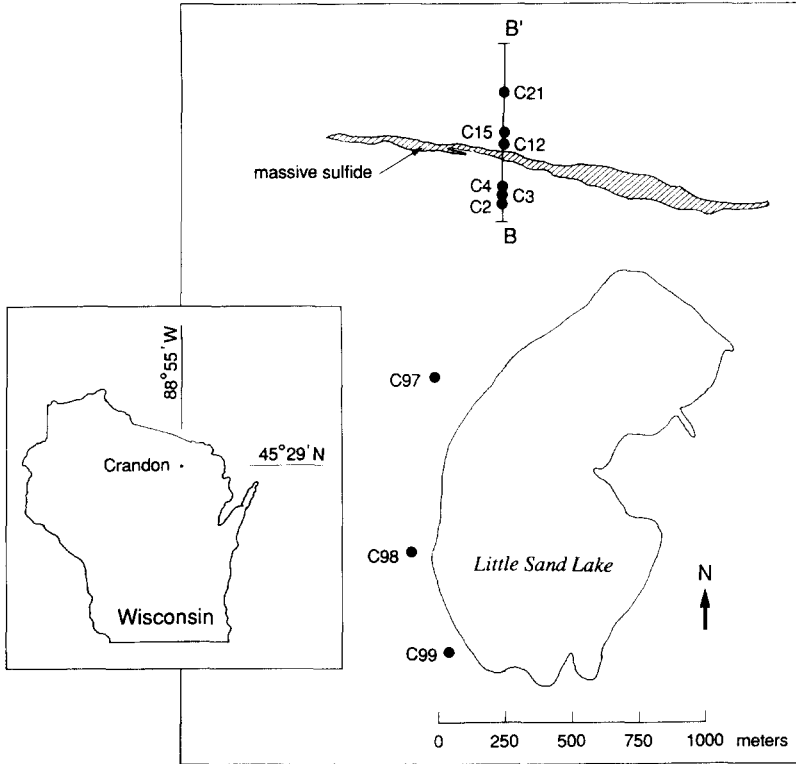 B'
C21
C15
C12
massive sulfide
C4
C3
C2
B
88°55'W
C97
45°29'N
Crandon
C98
Little Sand Lake
N
Wisconsin
C99
0 250 500 750 1000 meters